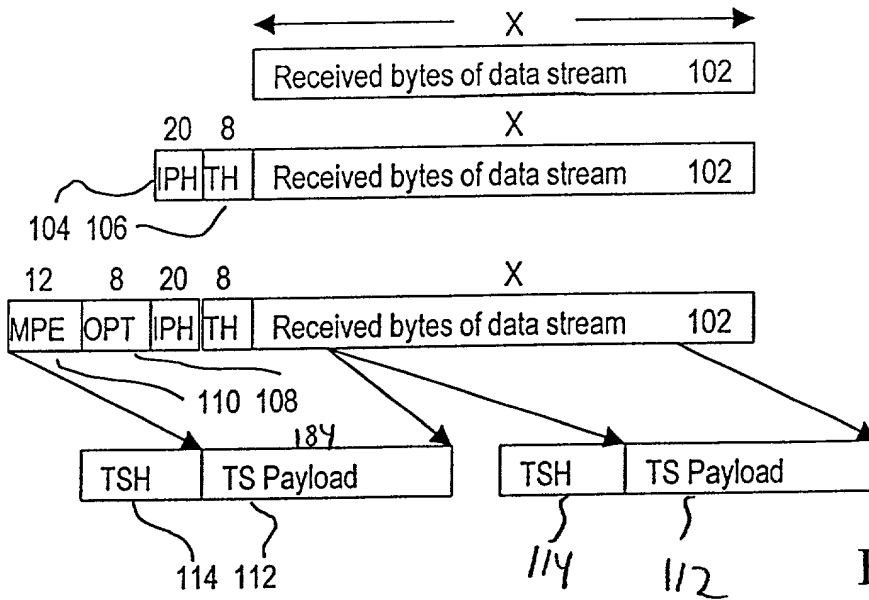 X
Received bytes of data stream 102
20 8 X
IPH TH Received bytes of data stream 102
104 106
12 8 20 8 X
MPE OPT IPH TH Received bytes of data stream 102
110 108
184
TSH TS Payload TSH TS Payload
114 112 114 112